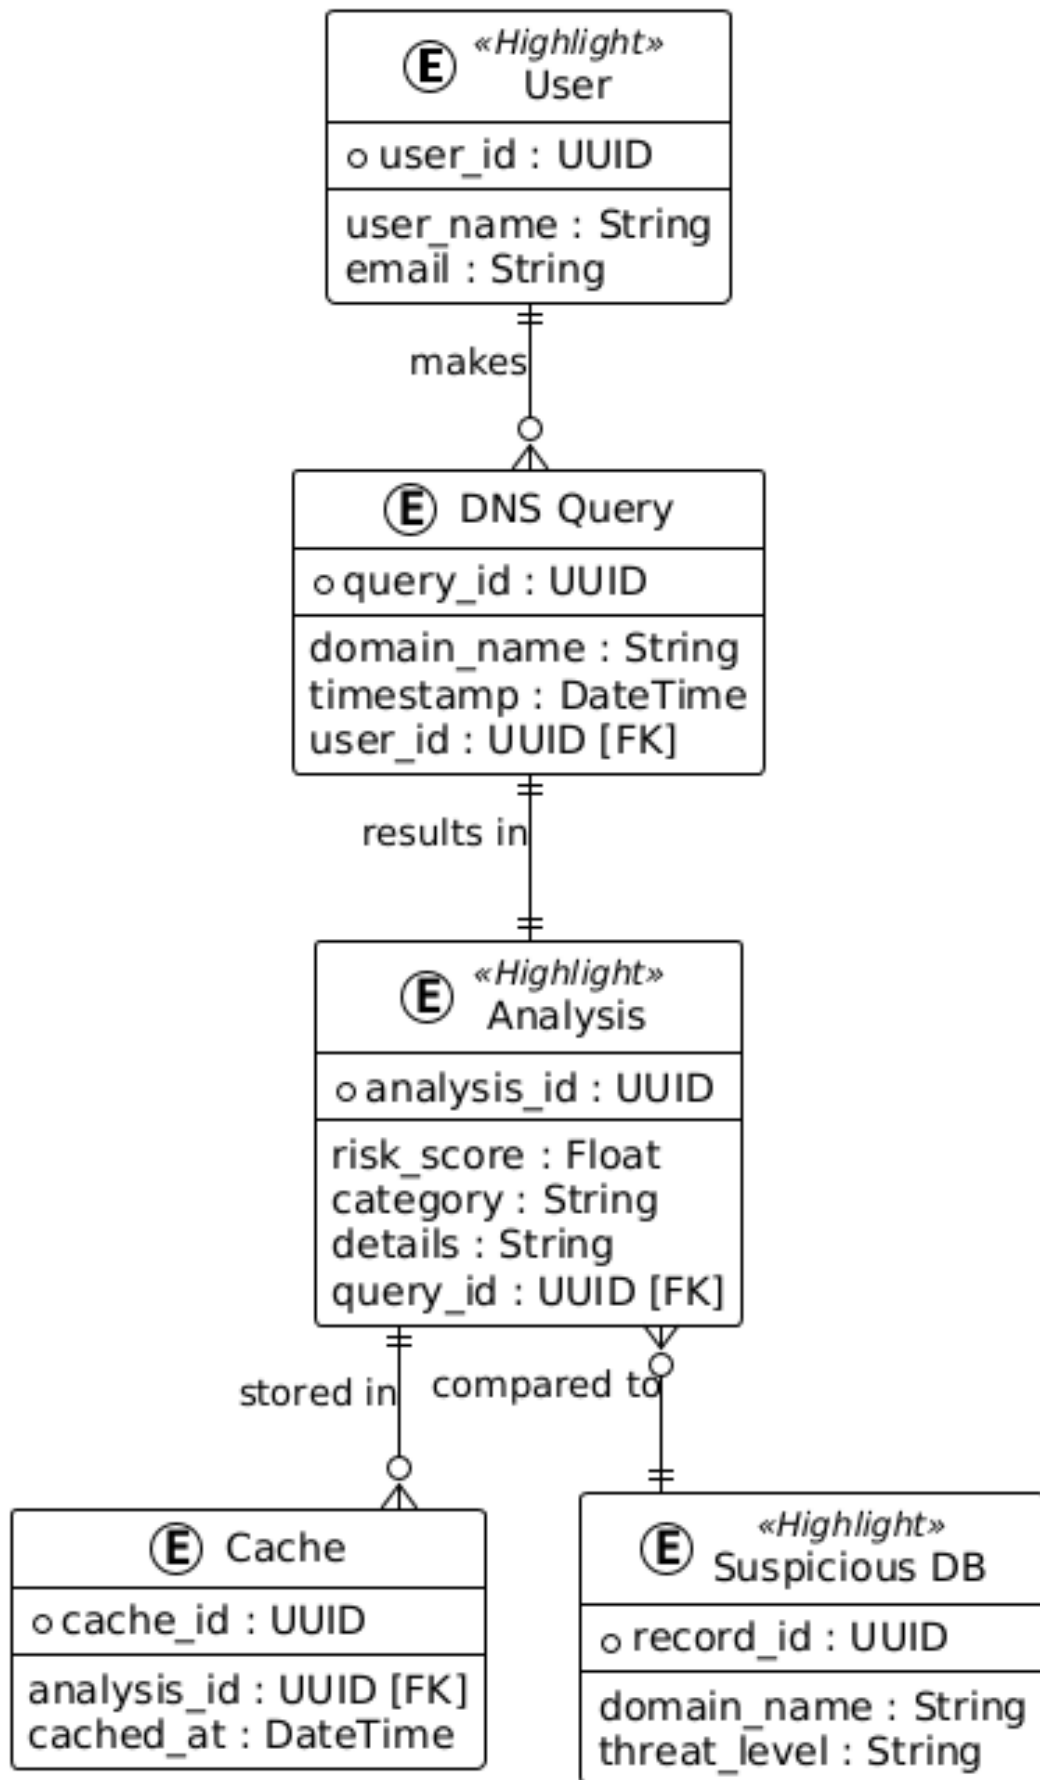 «Highlight»
E User
user_id : UUID
user_name : String
email : String
makes
E DNS Query
query_id : UUID
domain_name : String
timestamp : DateTime
user_id : UUID [FK]
results in
«Highlight»
E Analysis
analysis_id : UUID
risk_score : Float
category : String
details : String
query_id : UUID [FK]
stored in
compared to
E Cache
cache_id : UUID
analysis_id : UUID [FK]
cached_at : DateTime
«Highlight»
E Suspicious DB
record_id : UUID
domain_name : String
threat_level : String